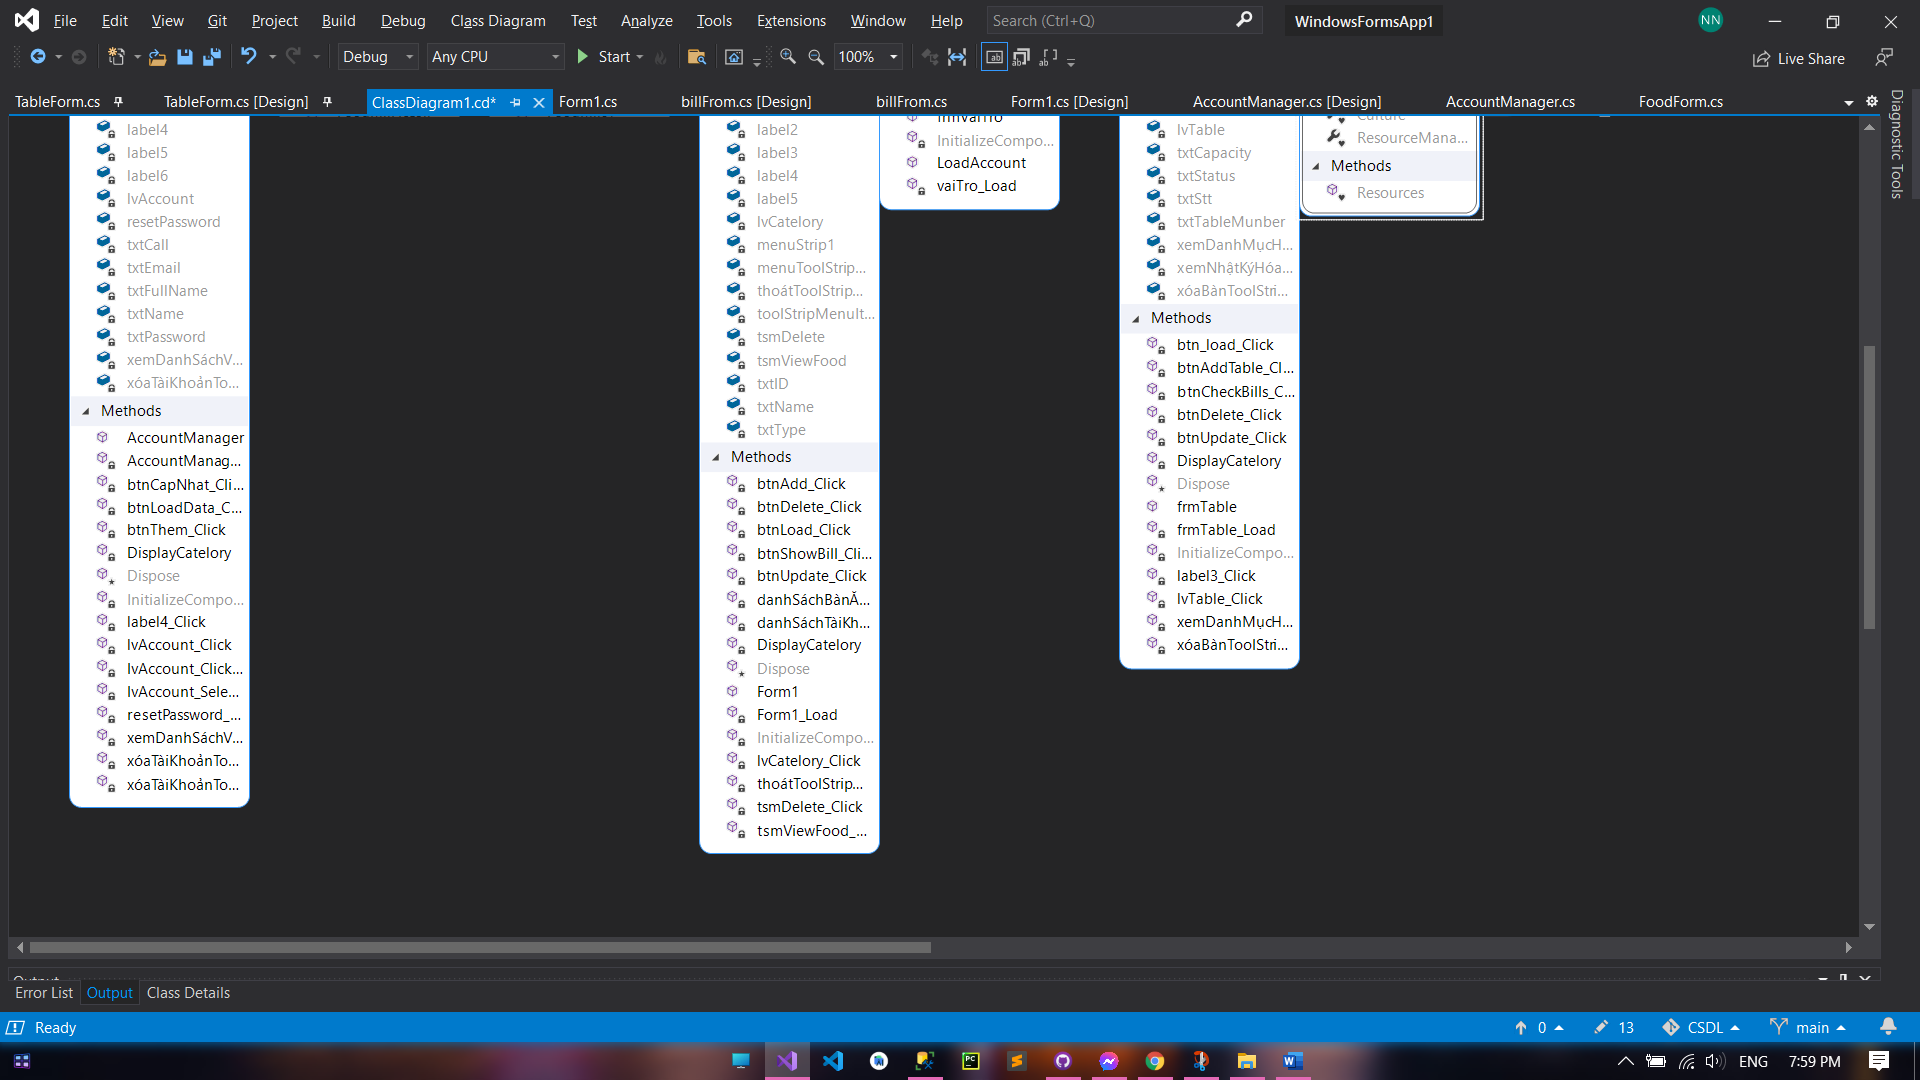 File Edit View Git Project Build Debug Class Diagram Test Analyze Tools Extensions Window Help Search (Ctrl+Q) WindowsFormsApp1 NN
Debug Any CPU Start 100% Live Share
TableForm.cs TableForm.cs [Design] ClassDiagram1.cd* Form1.cs billFrom.cs [Design] billFrom.cs Form1.cs [Design] AccountManager.cs [Design] AccountManager.cs FoodForm.cs
Diagnostic Tools
label4
label5
label6
lvAccount
resetPassword
txtCall
txtEmail
txtFullName
txtName
txtPassword
xemDanhSáchV...
xóaTàiKhoảnTo...
Methods
AccountManager
AccountManag...
btnCapNhat_Cli...
btnLoadData_C...
btnThem_Click
DisplayCatelory
Dispose
InitializeCompo...
label4_Click
lvAccount_Click
lvAccount_Click...
lvAccount_Sele...
resetPassword_...
xemDanhSáchV...
xóaTàiKhoảnTo...
xóaTàiKhoảnTo...
label2
label3
label4
label5
lvCatelory
menuStrip1
menuToolStrip...
thoátToolStrip...
toolStripMenuIt...
tsmDelete
tsmViewFood
txtID
txtName
txtType
Methods
btnAdd_Click
btnDelete_Click
btnLoad_Click
btnShowBill_Cli...
btnUpdate_Click
danhSáchBànĂ...
danhSáchTàiKh...
DisplayCatelory
Dispose
Form1
Form1_Load
InitializeCompo...
lvCatelory_Click
thoátToolStrip...
tsmDelete_Click
tsmViewFood_...
frmVaiTro
InitializeCompo...
LoadAccount
vaiTro_Load
lvTable
txtCapacity
txtStatus
txtStt
txtTableMunber
xemDanhMụcH...
xemNhậtKýHóa...
xóaBànToolStri...
Methods
btn_load_Click
btnAddTable_Cl...
btnCheckBills_C...
btnDelete_Click
btnUpdate_Click
DisplayCatelory
Dispose
frmTable
frmTable_Load
InitializeCompo...
label3_Click
lvTable_Click
xemDanhMụcH...
xóaBànToolStri...
Culture
ResourceMana...
Methods
Resources
Output
Error List Output Class Details
Ready 0 13 CSDL main
ENG 7:59 PM